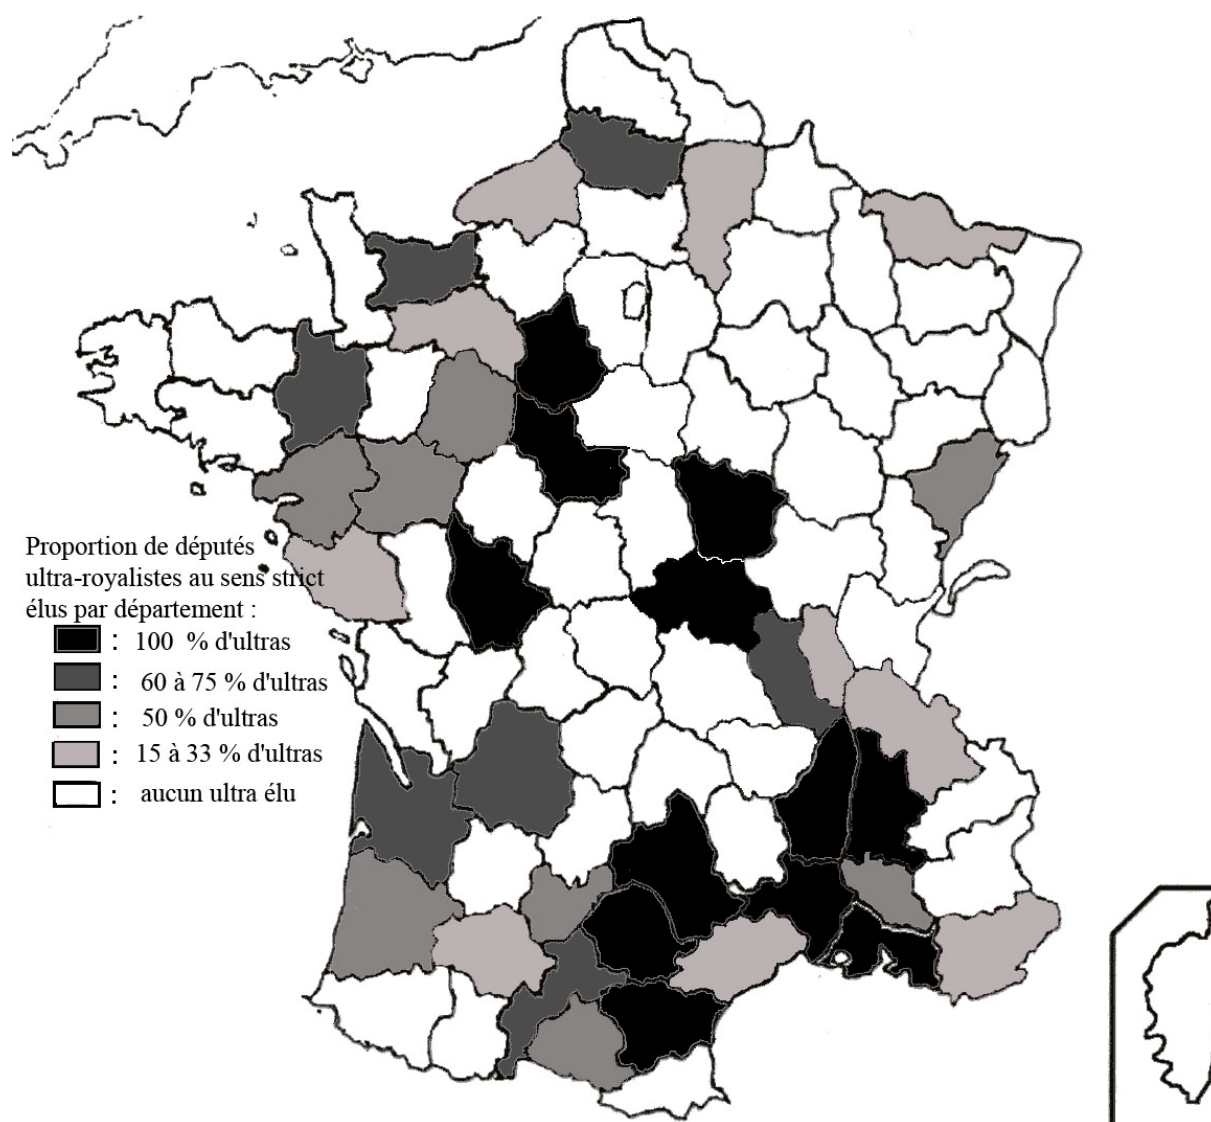 Proportion de députés
ultra-royalistes au sens strict
élus par département :
: 100 % d'ultras
: 60 à 75 % d'ultras
: 50 % d'ultras
: 15 à 33 % d'ultras
: aucun ultra élu